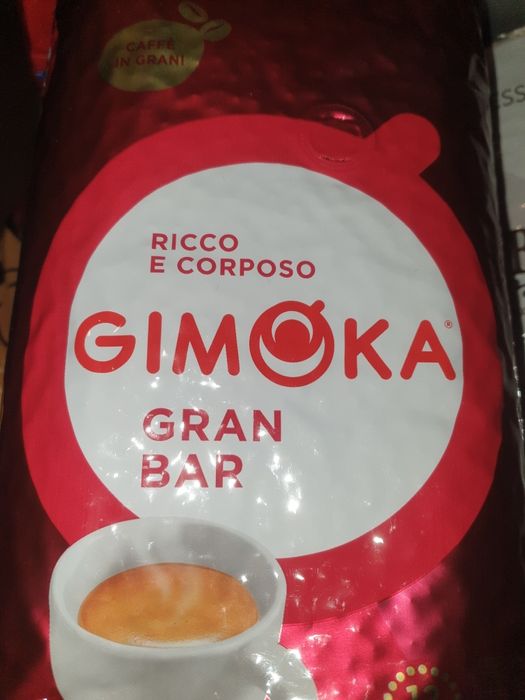 CAFFÈ
IN GRANI
RICCO
E CORPOSO
GIMOKA®
GRAN
BAR